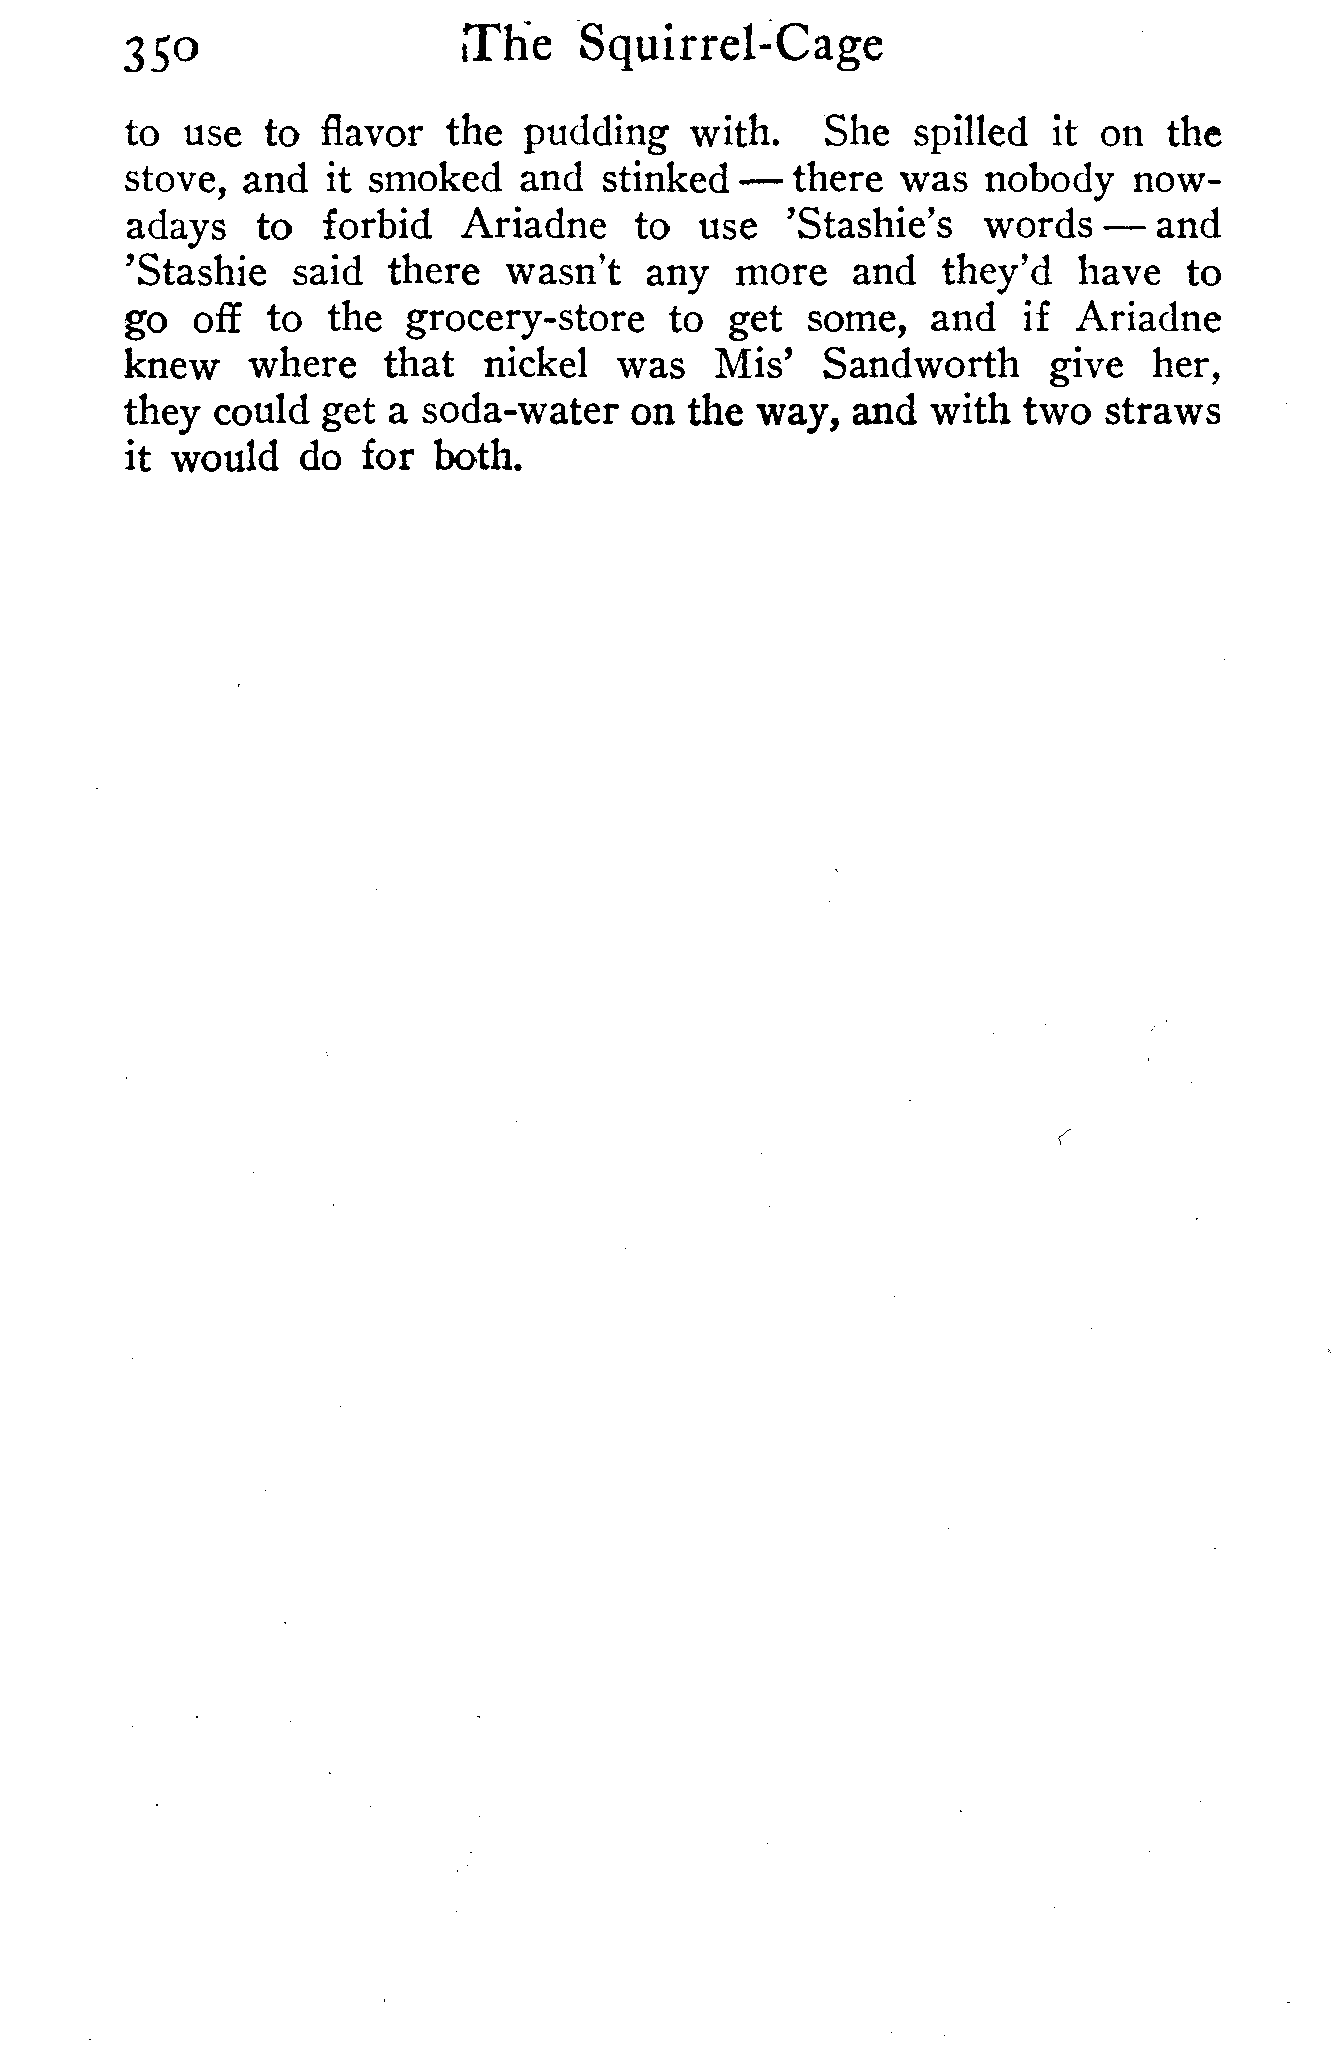 350 The Squirrel-Cage
to use to flavor the pudding with. She spilled it on the
stove, and it smoked and stinked — there was nobody now-
adays to forbid Ariadne to use ’Stashie’s words — and
’Stashie said there wasn’t any more and they’d have to
go off to the grocery-store to get some, and if Ariadne
knew where that nickel was Mis’ Sandworth give her,
they could get a soda-water on the way, and with two straws
it would do for both.